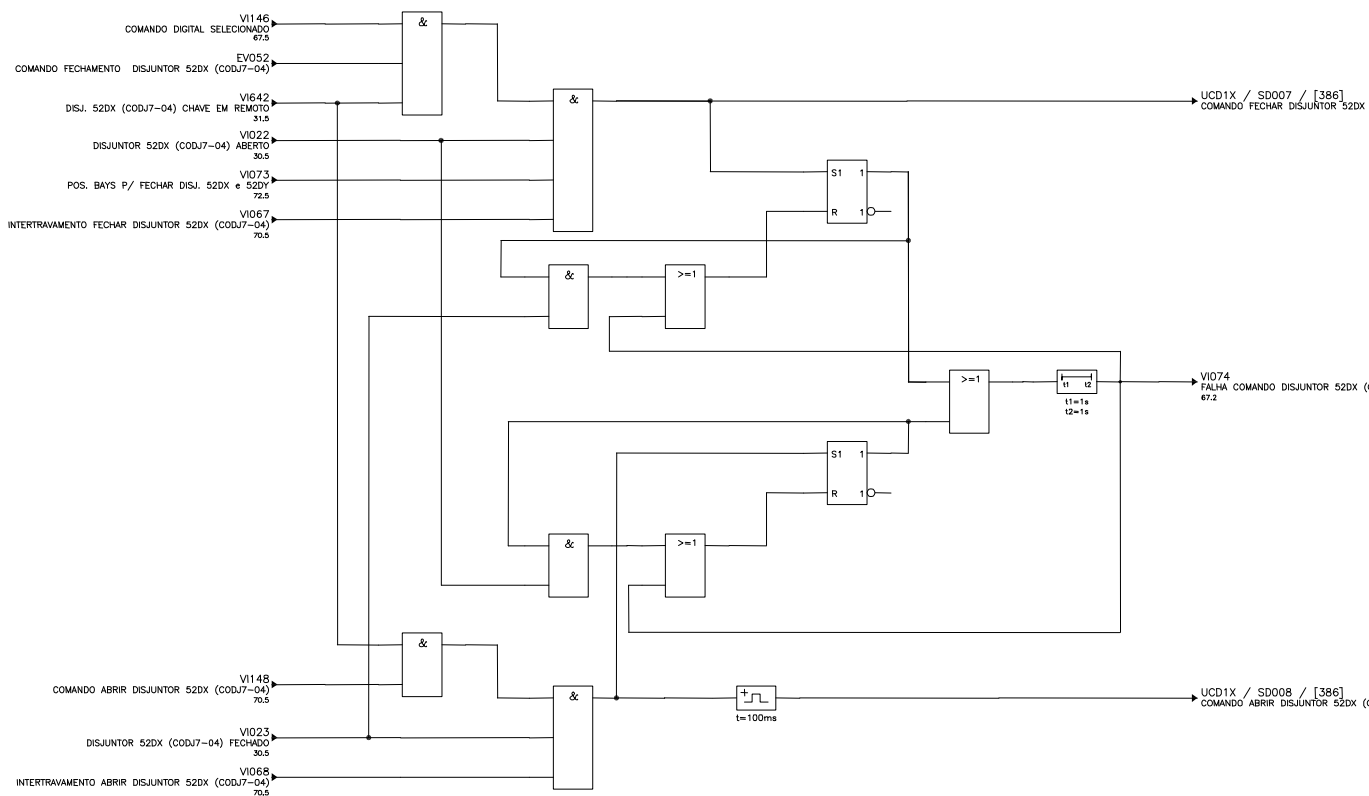 VI146
COMANDO DIGITAL SELECIONADO
67.5
EV052
COMANDO FECHAMENTO DISJUNTOR 52DX (CODJ7-04)
VI642
DISJ. 52DX (CODJ7-04) CHAVE EM REMOTO
31.5
VI022
DISJUNTOR 52DX (CODJ7-04) ABERTO
30.5
VI073
POS. BAYS P/ FECHAR DISJ. 52DX e 52DY
72.5
VI067
INTERTRAVAMENTO FECHAR DISJUNTOR 52DX (CODJ7-04)
70.5
&
&
UCD1X / SD007 / [386]
COMANDO FECHAR DISJUNTOR 52DX
S1 1
R 1
&
>=1
>=1
t1 t2
t1=1s
t2=1s
VI074
FALHA COMANDO DISJUNTOR 52DX (
67.2
S1 1
R 1
&
>=1
&
VI148
COMANDO ABRIR DISJUNTOR 52DX (CODJ7-04)
70.5
&
+
t=100ms
UCD1X / SD008 / [386]
COMANDO ABRIR DISJUNTOR 52DX (
VI023
DISJUNTOR 52DX (CODJ7-04) FECHADO
30.5
VI068
INTERTRAVAMENTO ABRIR DISJUNTOR 52DX (CODJ7-04)
70.5